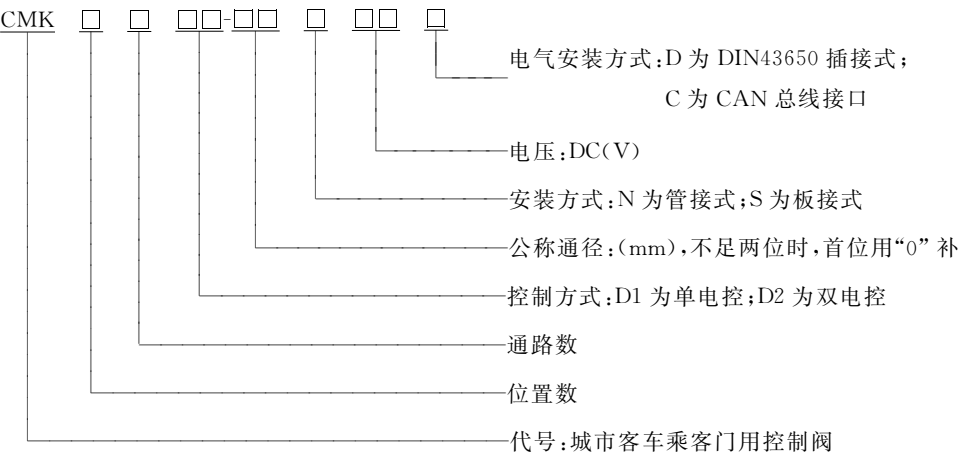 CMK □ □ □□-□□ □ □□ □
电气安装方式:D 为 DIN43650 插接式;
C 为 CAN 总线接口
电压:DC(V)
安装方式:N 为管接式;S 为板接式
公称通径:(mm),不足两位时,首位用“0”补
控制方式:D1 为单电控;D2 为双电控
通路数
位置数
代号:城市客车乘客门用控制阀